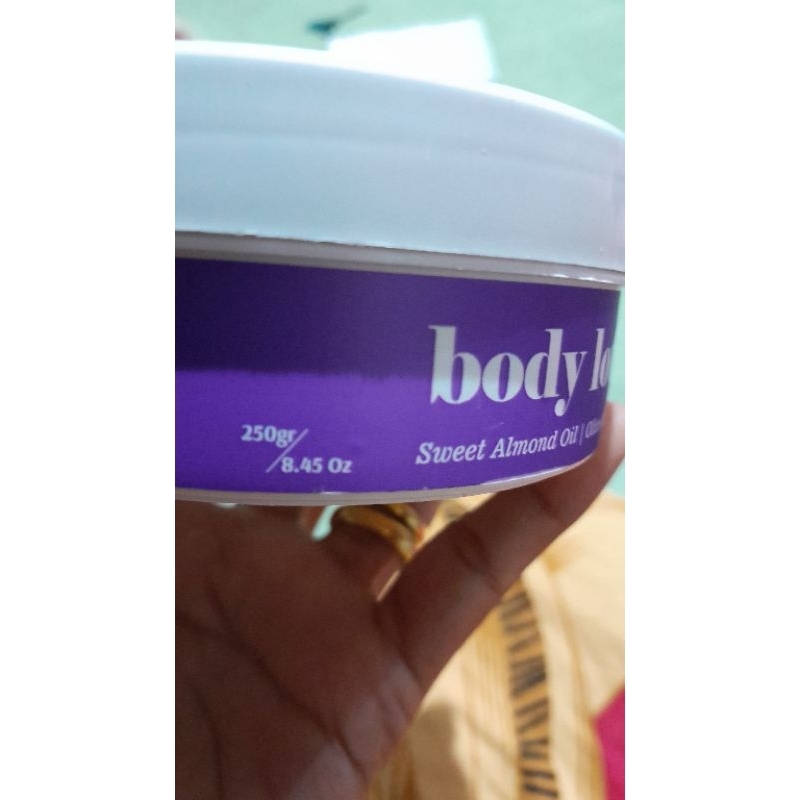 body lo
250gr/
8.45 Oz
Sweet Almond Oil |